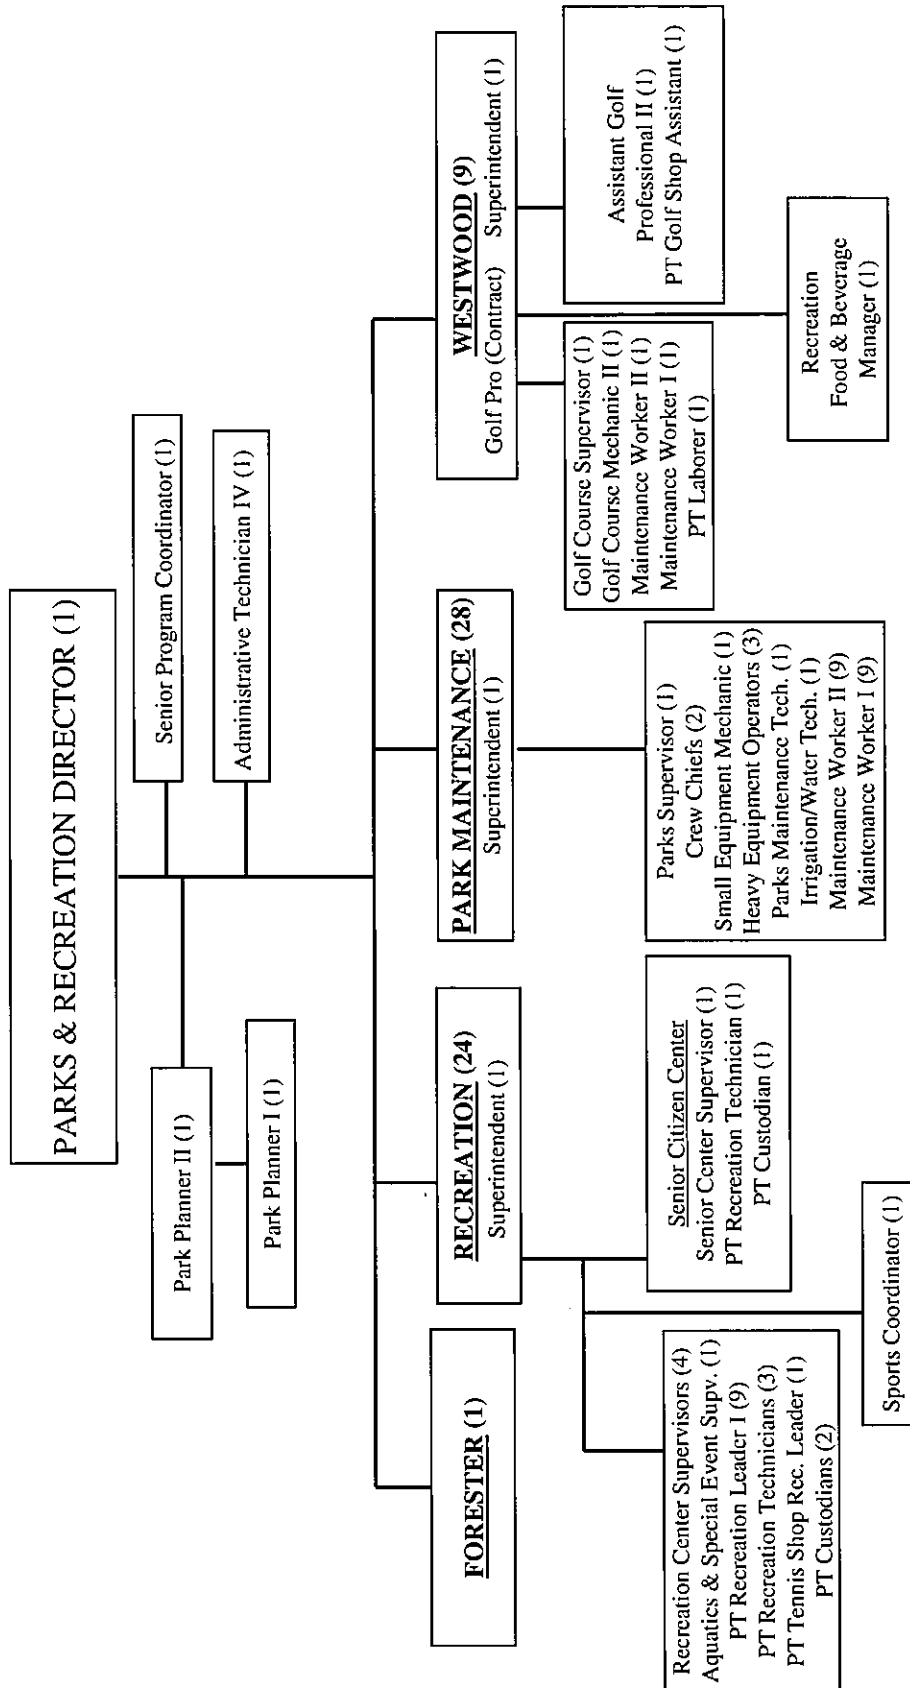 PARKS & RECREATION DIRECTOR (1)
Park Planner II (1)
Senior Program Coordinator (1)
Park Planner I (1)
Administrative Technician IV (1)
FORESTER (1)
RECREATION (24)
Superintendent (1)
PARK MAINTENANCE (28)
Superintendent (1)
WESTWOOD (9)
Golf Pro (Contract) Superintendent (1)
Recreation Center Supervisors (4)
Aquatics & Special Event Supv. (1)
PT Recreation Leader I (9)
PT Recreation Technicians (3)
PT Tennis Shop Rec. Leader (1)
PT Custodians (2)
Senior Citizen Center
Senior Center Supervisor (1)
PT Recreation Technician (1)
PT Custodian (1)
Sports Coordinator (1)
Parks Supervisor (1)
Crew Chiefs (2)
Small Equipment Mechanic (1)
Heavy Equipment Operators (3)
Parks Maintenance Tech. (1)
Irrigation/Water Tech. (1)
Maintenance Worker II (9)
Maintenance Worker I (9)
Golf Course Supervisor (1)
Golf Course Mechanic II (1)
Maintenance Worker II (1)
Maintenance Worker I (1)
PT Laborer (1)
Assistant Golf
Professional II (1)
PT Golf Shop Assistant (1)
Recreation
Food & Beverage
Manager (1)